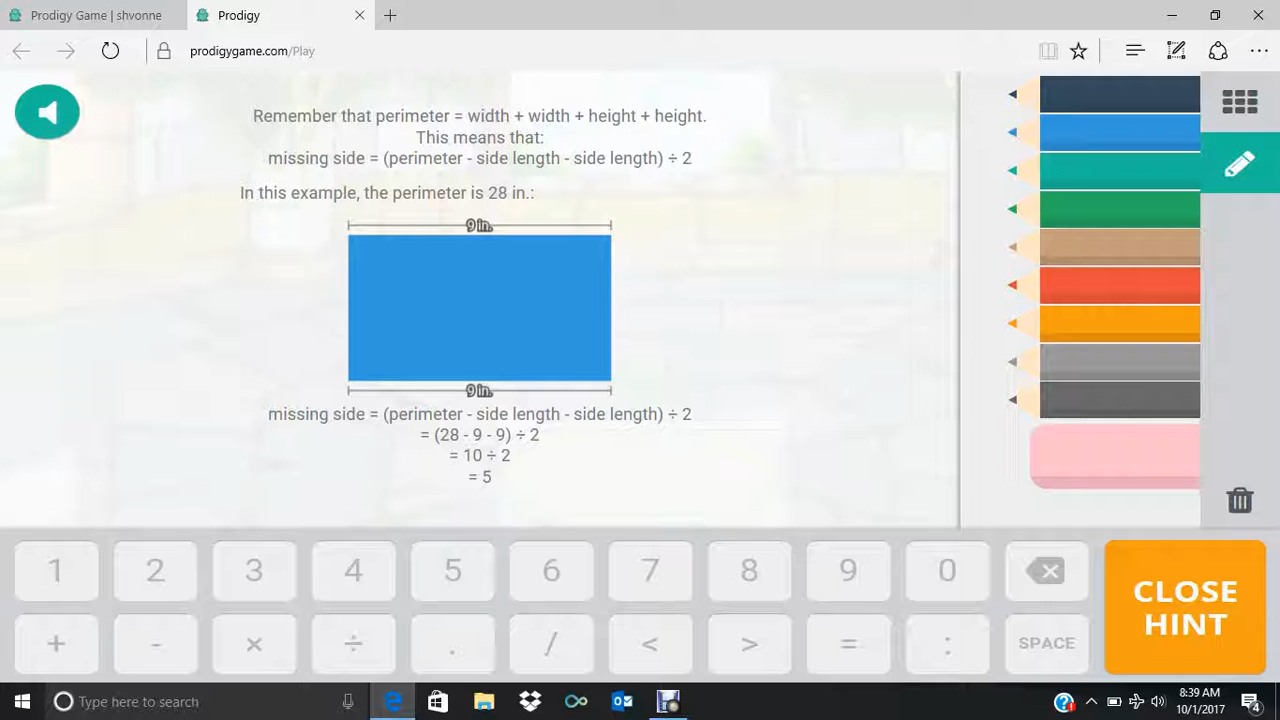 Prodigy Game | shvonne
Prodigy
prodigygame.com/Play
Remember that perimeter = width + width + height + height.
This means that:
missing side = (perimeter - side length - side length) ÷ 2
In this example, the perimeter is 28 in.:
9 in.
9 in.
missing side = (perimeter - side length - side length) ÷ 2
= (28 - 9 - 9) ÷ 2
= 10 ÷ 2
= 5
1 2 3 4 5 6 7 8 9 0
+ - × ÷ . / < > = : SPACE
CLOSE
HINT
Type here to search
8:39 AM
10/1/2017
4